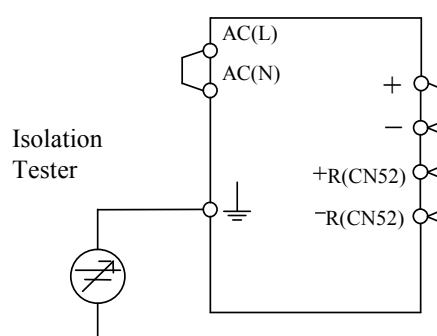 AC(L)
AC(N)
+
−
Isolation
Tester
+R(CN52)
−R(CN52)